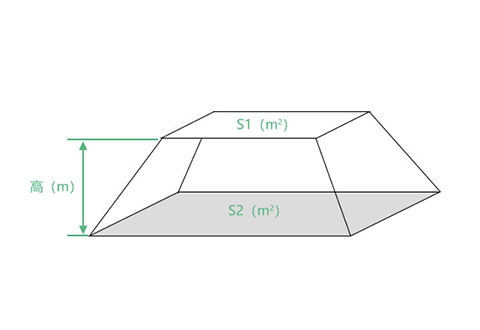 S1（m²）
高（m）
S2（m²）